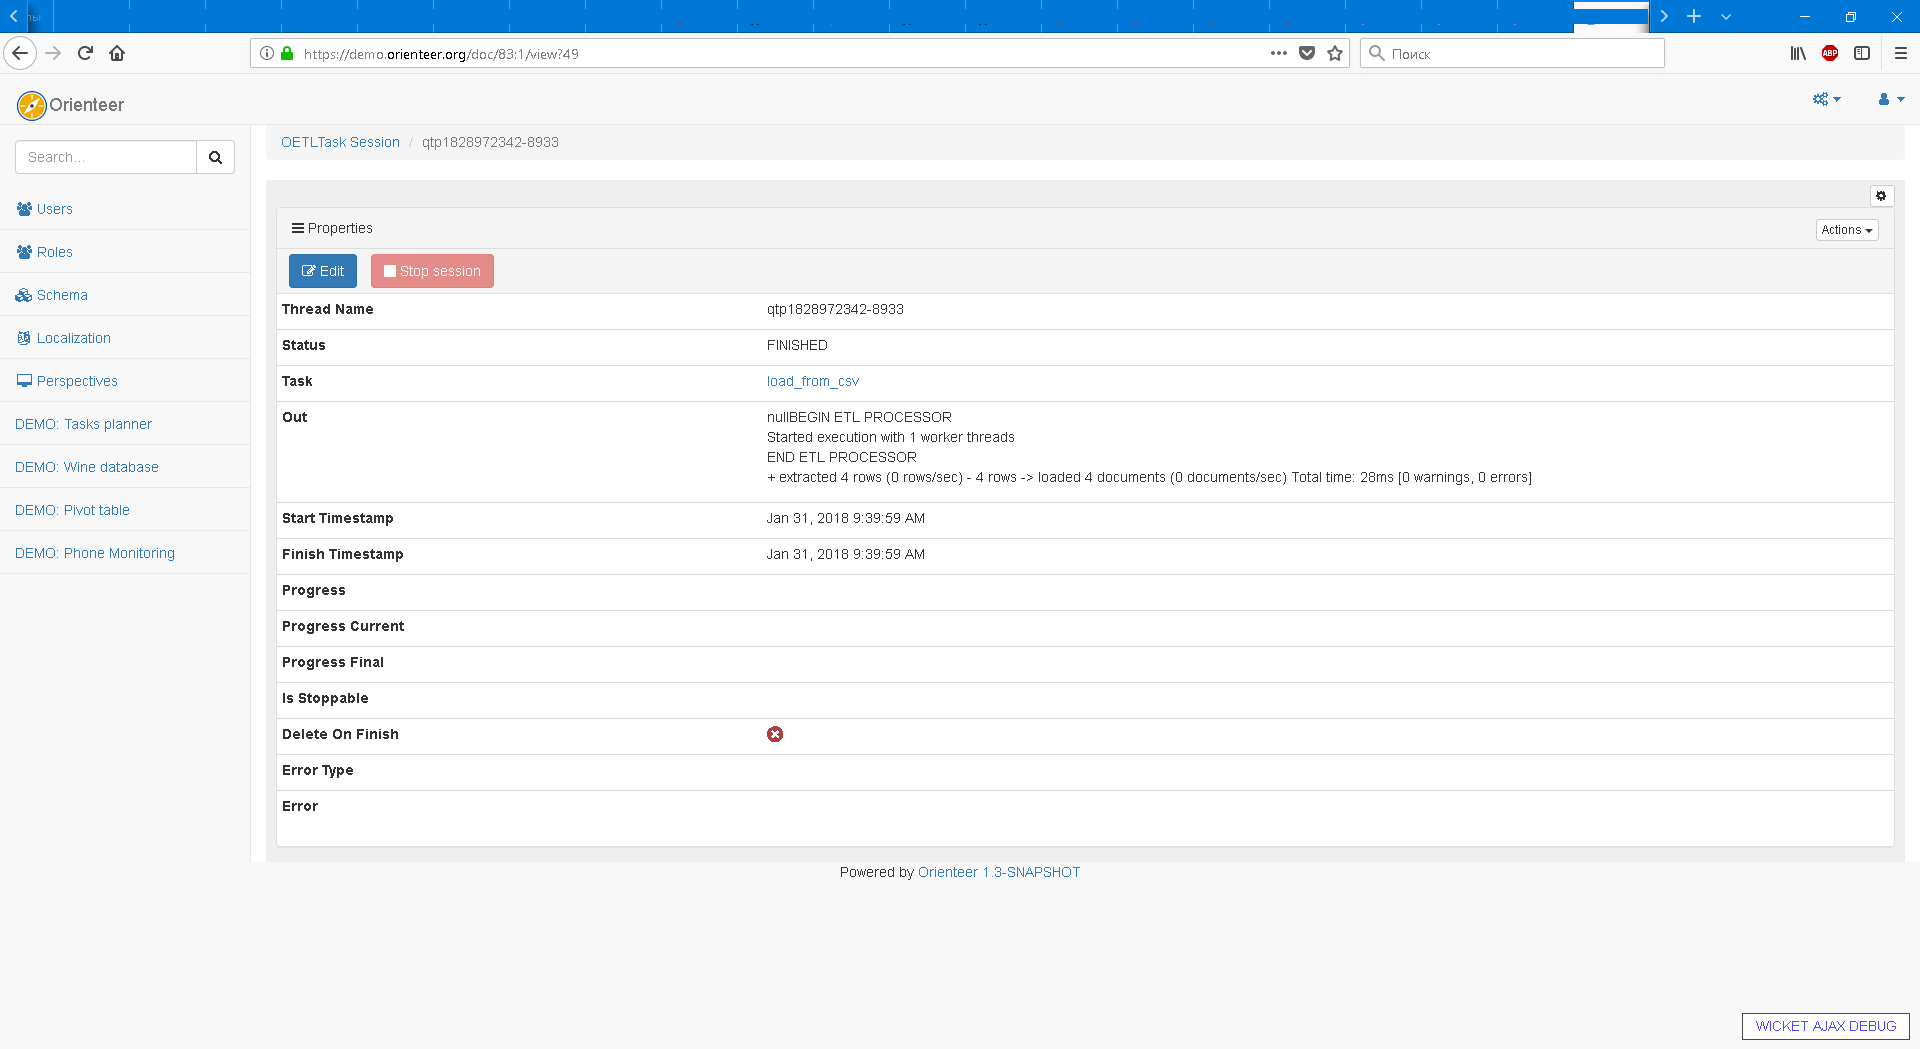 https://demo.orienteer.org/doc/83:1/view?49
Поиск
ABP
Orienteer
Search...
OETLTask Session / qtp1828972342-8933
Users
Roles
Schema
Localization
Perspectives
DEMO: Tasks planner
DEMO: Wine database
DEMO: Pivot table
DEMO: Phone Monitoring
Properties
Actions
Edit
Stop session
Thread Name qtp1828972342-8933
Status FINISHED
Task load_from_csv
Out nullBEGIN ETL PROCESSOR
Started execution with 1 worker threads
END ETL PROCESSOR
+ extracted 4 rows (0 rows/sec) - 4 rows -> loaded 4 documents (0 documents/sec) Total time: 28ms [0 warnings, 0 errors]
Start Timestamp Jan 31, 2018 9:39:59 AM
Finish Timestamp Jan 31, 2018 9:39:59 AM
Progress
Progress Current
Progress Final
Is Stoppable
Delete On Finish
Error Type
Error
Powered by Orienteer 1.3-SNAPSHOT
WICKET AJAX DEBUG